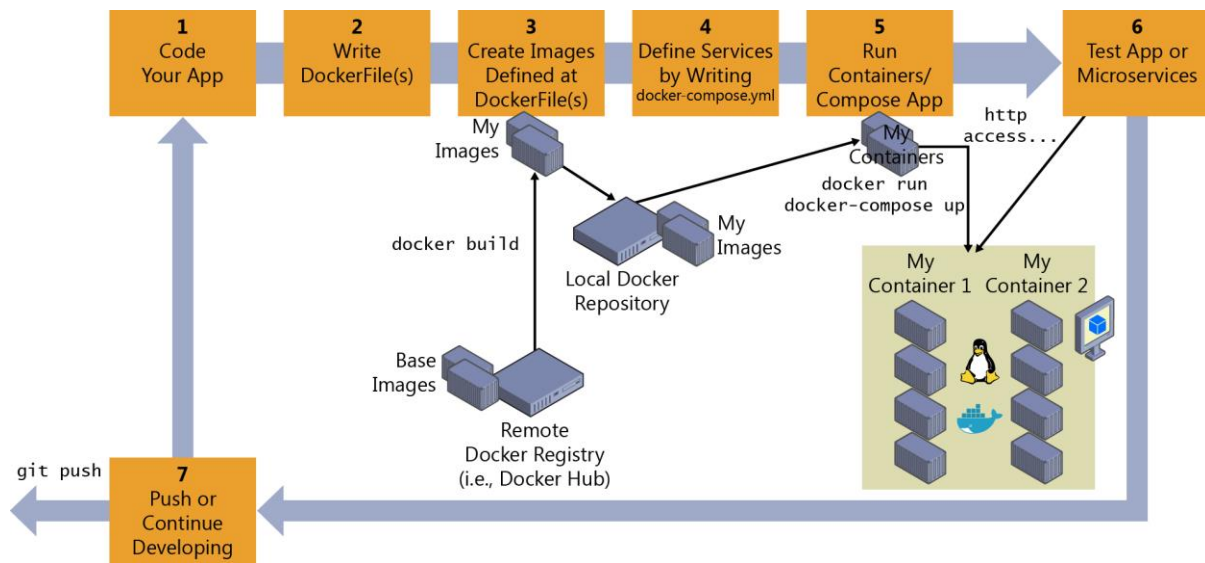 1
Code
Your App
2
Write
DockerFile(s)
3
Create Images
Defined at
DockerFile(s)
4
Define Services
by Writing
docker-compose.yml
5
Run
Containers/
Compose App
6
Test App or
Microservices
My
Images
My
Containers
http
access...
docker run
docker-compose up
docker build
My
Images
Local Docker
Repository
My
Container 1
My
Container 2
Base
Images
Remote
Docker Registry
(i.e., Docker Hub)
git push
7
Push or
Continue
Developing